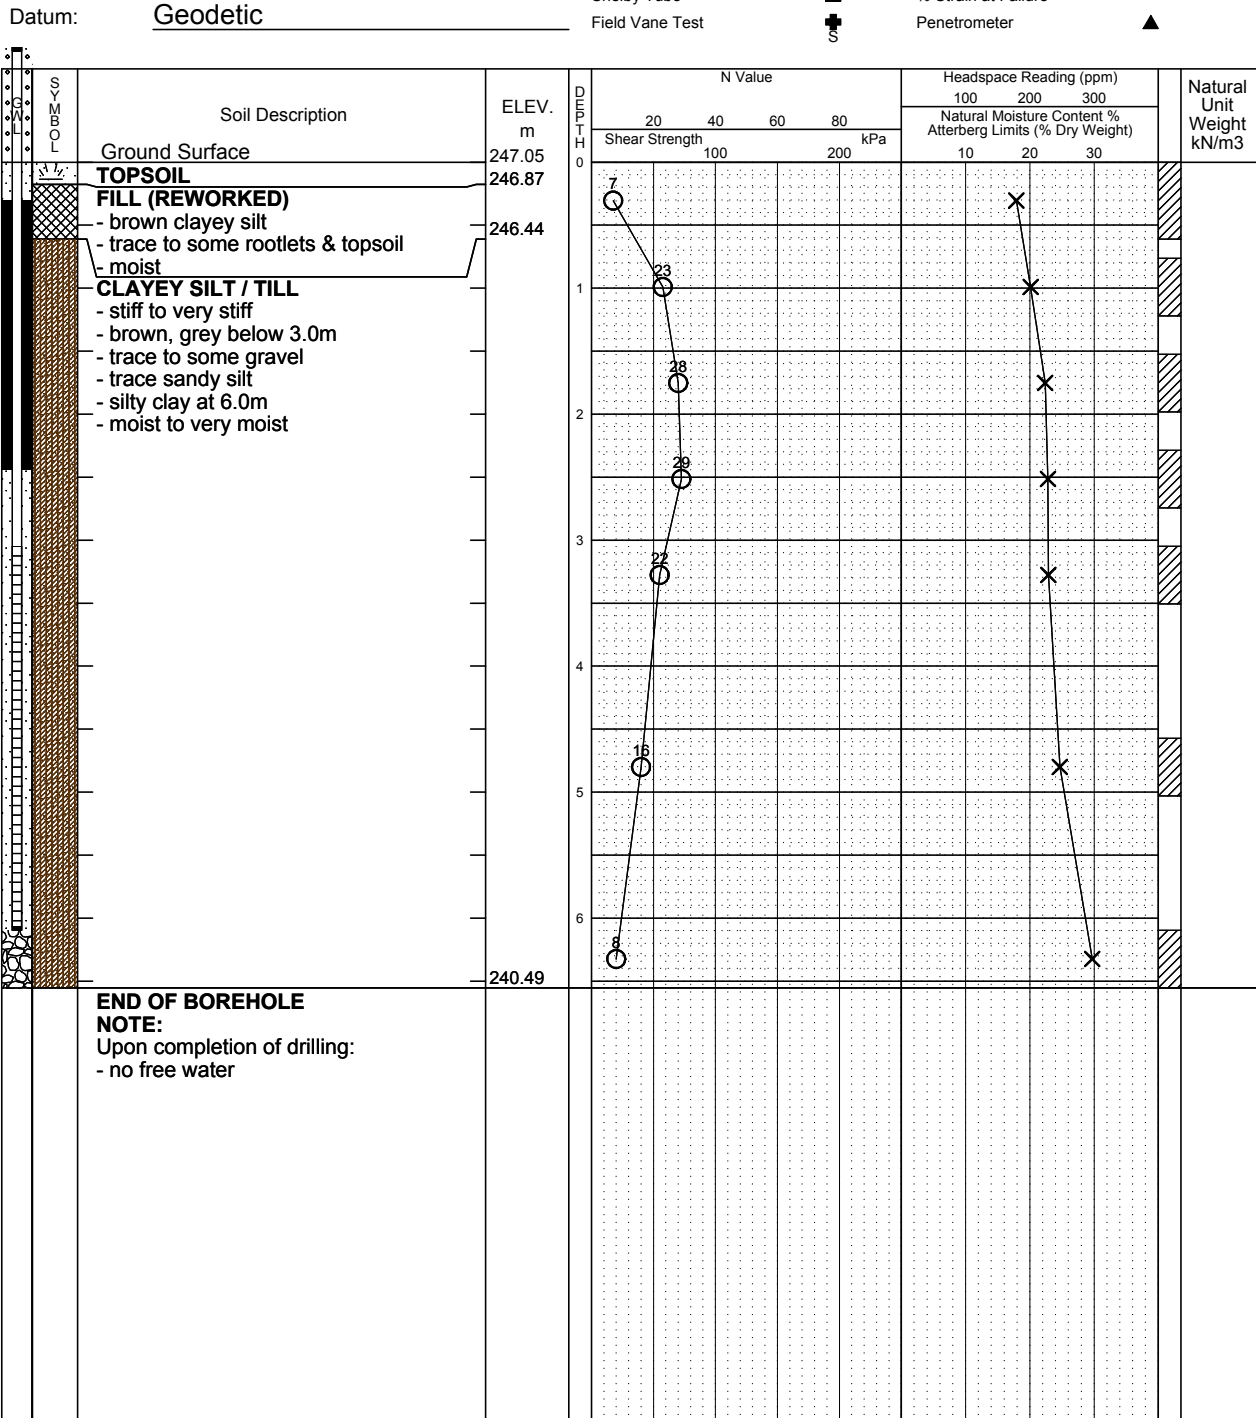 Datum: Geodetic
Field Vane Test S Penetrometer
GWL
SYMBOL
Soil Description
ELEV.
m
DEPTH
N Value
20 40 60 80
Shear Strength kPa
100 200
Headspace Reading (ppm)
100 200 300
Natural Moisture Content %
Atterberg Limits (% Dry Weight)
10 20 30
Natural
Unit
Weight
kN/m3
Ground Surface 247.05 0
TOPSOIL 246.87
FILL (REWORKED) 7
- brown clayey silt 246.44
- trace to some rootlets & topsoil
- moist 23
CLAYEY SILT / TILL 1
- stiff to very stiff
- brown, grey below 3.0m
- trace to some gravel
- trace sandy silt 28
- silty clay at 6.0m
- moist to very moist 2
29
3
22
4
16
5
6
8
240.49
END OF BOREHOLE
NOTE:
Upon completion of drilling:
- no free water